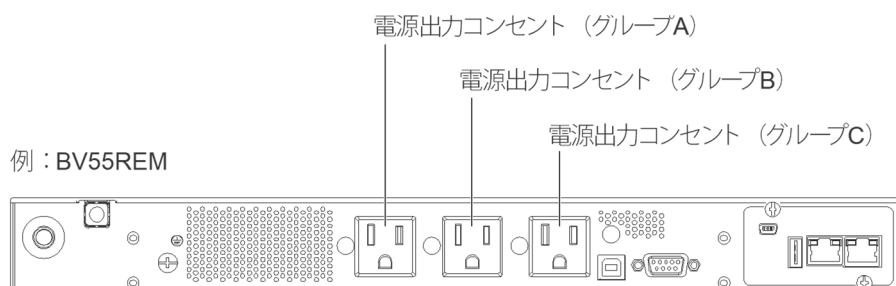 電源出力コンセント （グループA）
電源出力コンセント （グループB）
電源出力コンセント （グループC）
例：BV55REM